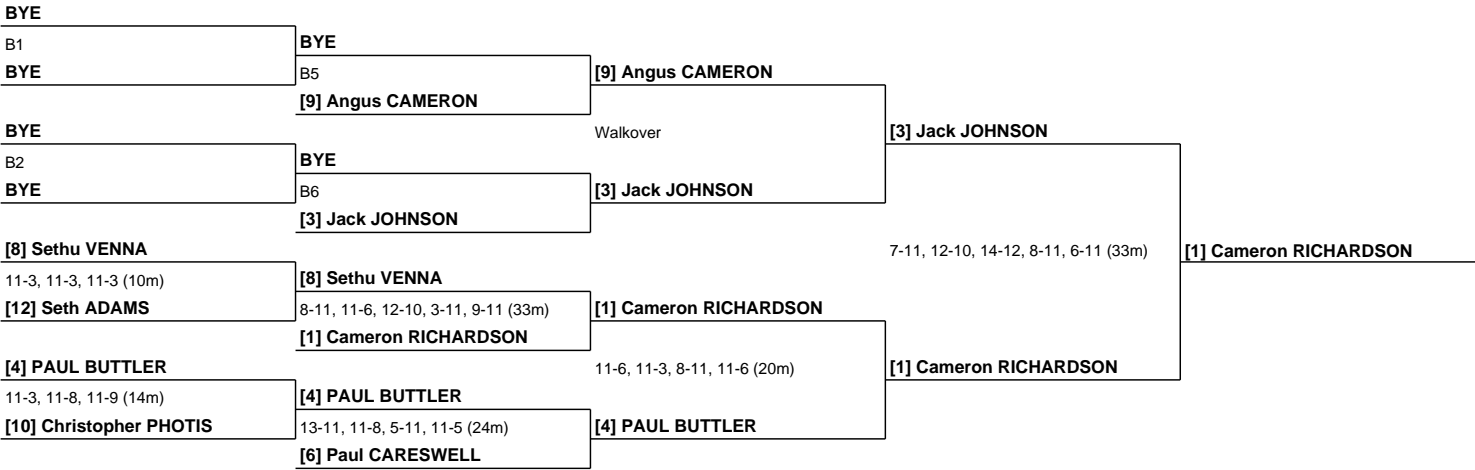 BYE
B1
BYE
BYE
B5
[9] Angus CAMERON
[9] Angus CAMERON
BYE
B2
BYE
BYE
B6
[3] Jack JOHNSON
Walkover
[3] Jack JOHNSON
[3] Jack JOHNSON
[8] Sethu VENNA
11-3, 11-3, 11-3 (10m)
[12] Seth ADAMS
[8] Sethu VENNA
8-11, 11-6, 12-10, 3-11, 9-11 (33m)
[1] Cameron RICHARDSON
[1] Cameron RICHARDSON
[4] PAUL BUTTLER
11-3, 11-8, 11-9 (14m)
[10] Christopher PHOTIS
[4] PAUL BUTTLER
13-11, 11-8, 5-11, 11-5 (24m)
[6] Paul CARESWELL
11-6, 11-3, 8-11, 11-6 (20m)
[4] PAUL BUTTLER
7-11, 12-10, 14-12, 8-11, 6-11 (33m)
[1] Cameron RICHARDSON
[1] Cameron RICHARDSON